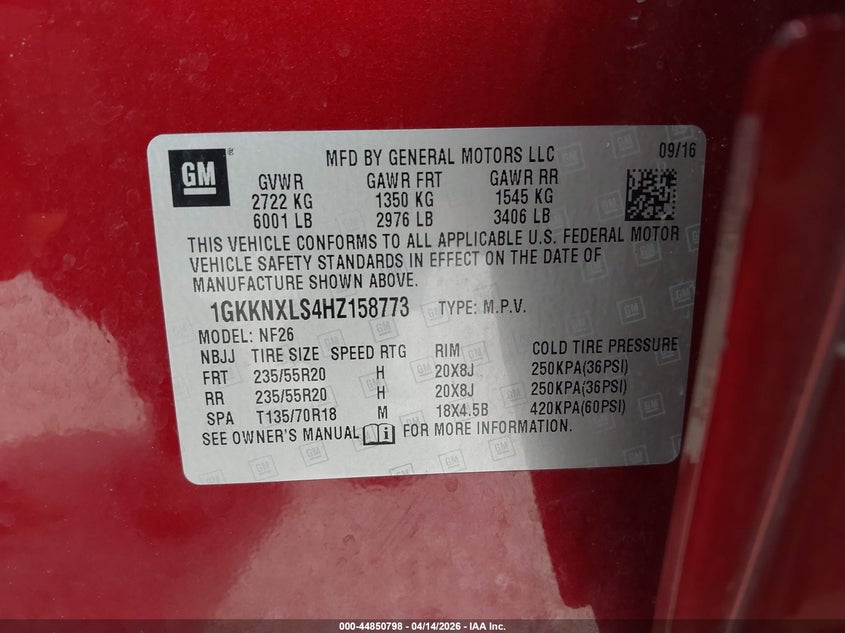 GM
®
MFD BY GENERAL MOTORS LLC
09/16
GVWR GAWR FRT GAWR RR
2722 KG 1350 KG 1545 KG
6001 LB 2976 LB 3406 LB
THIS VEHICLE CONFORMS TO ALL APPLICABLE U.S. FEDERAL MOTOR
VEHICLE SAFETY STANDARDS IN EFFECT ON THE DATE OF
MANUFACTURE SHOWN ABOVE.
1GKKNXLS4HZ158773 TYPE: M.P.V.
MODEL: NF26
NBJJ TIRE SIZE SPEED RTG RIM COLD TIRE PRESSURE
FRT 235/55R20 H 20X8J 250KPA(36PSI)
RR 235/55R20 H 20X8J 250KPA(36PSI)
SPA T135/70R18 M 18X4.5B 420KPA(60PSI)
SEE OWNER'S MANUAL FOR MORE INFORMATION.
000-44850798 - 04/14/2026 - IAA Inc.